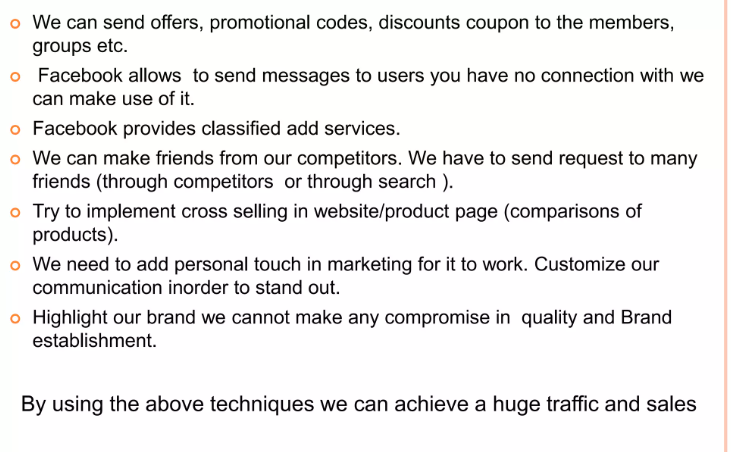 We can send offers, promotional codes, discounts coupon to the members,
groups etc.
Facebook allows to send messages to users you have no connection with we
can make use of it.
Facebook provides classified add services.
We can make friends from our competitors. We have to send request to many
friends (through competitors or through search ).
Try to implement cross selling in website/product page (comparisons of
products).
We need to add personal touch in marketing for it to work. Customize our
communication inorder to stand out.
Highlight our brand we cannot make any compromise in quality and Brand
establishment.
By using the above techniques we can achieve a huge traffic and sales